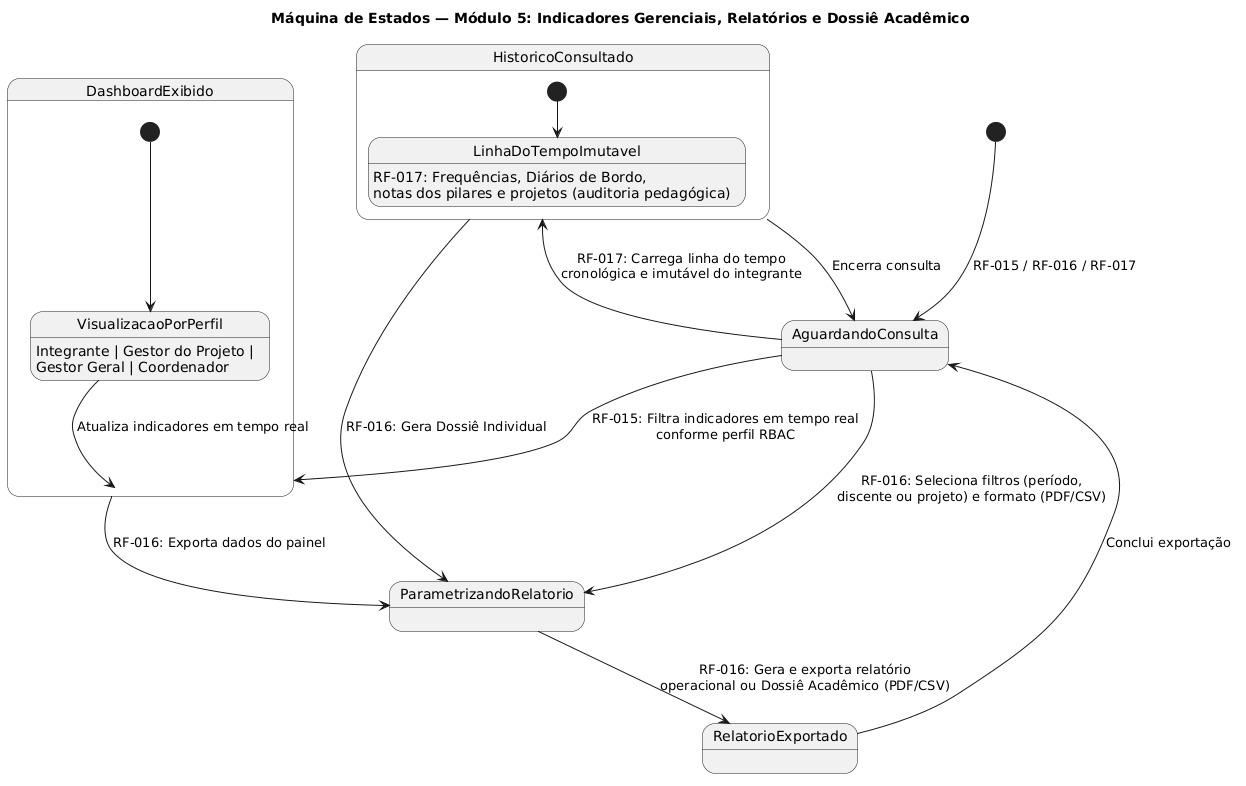 Máquina de Estados — Módulo 5: Indicadores Gerenciais, Relatórios e Dossiê Acadêmico
HistoricoConsultado
DashboardExibido
LinhaDoTempoImutavel
RF-017: Frequências, Diários de Bordo,
notas dos pilares e projetos (auditoria pedagógica)
RF-017: Carrega linha do tempo
cronológica e imutável do integrante
Encerra consulta
RF-015 / RF-016 / RF-017
VisualizacaoPorPerfil
Integrante | Gestor do Projeto |
Gestor Geral | Coordenador
AguardandoConsulta
Atualiza indicadores em tempo real
RF-016: Gera Dossiê Individual
RF-015: Filtra indicadores em tempo real
conforme perfil RBAC
RF-016: Seleciona filtros (período,
discente ou projeto) e formato (PDF/CSV)
RF-016: Exporta dados do painel
Conclui exportação
ParametrizandoRelatorio
RF-016: Gera e exporta relatório
operacional ou Dossiê Acadêmico (PDF/CSV)
RelatorioExportado